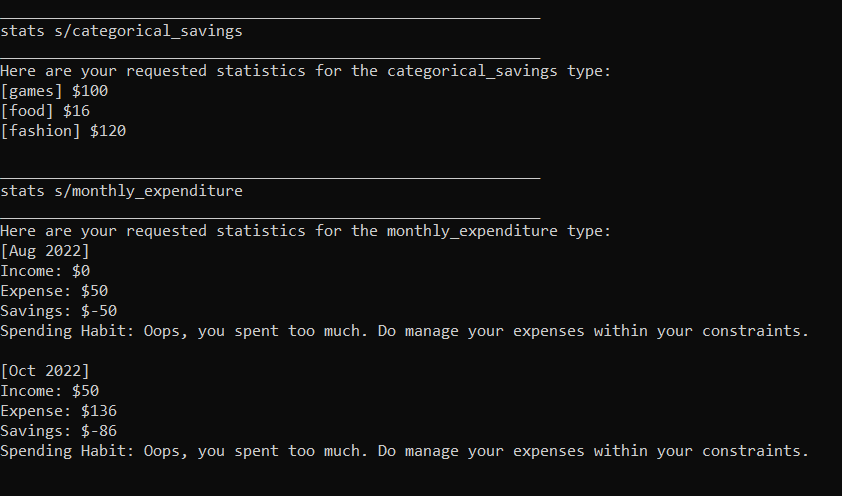 stats s/categorical_savings
Here are your requested statistics for the categorical_savings type:
[games] $100
[food] $16
[fashion] $120
stats s/monthly_expenditure
Here are your requested statistics for the monthly_expenditure type:
[Aug 2022]
Income: $0
Expense: $50
Savings: $-50
Spending Habit: Oops, you spent too much. Do manage your expenses within your constraints.
[Oct 2022]
Income: $50
Expense: $136
Savings: $-86
Spending Habit: Oops, you spent too much. Do manage your expenses within your constraints.